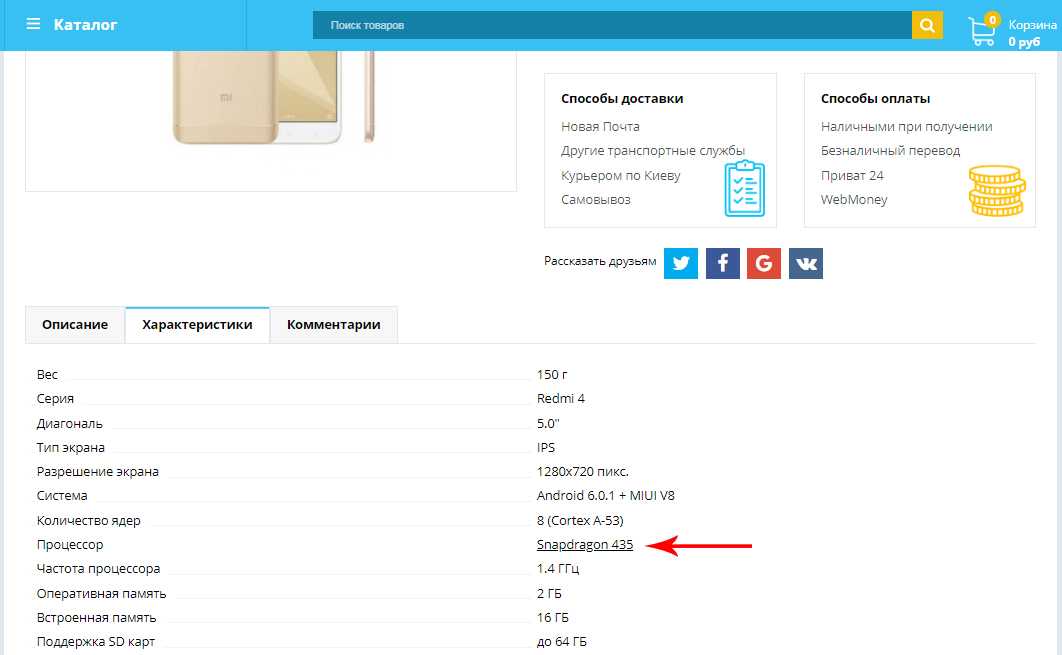 Каталог
Поиск товаров
0
Корзина
0 руб
mi
Способы доставки
Новая Почта
Другие транспортные службы
Курьером по Киеву
Самовывоз
Способы оплаты
Наличными при получении
Безналичный перевод
Приват 24
WebMoney
Рассказать друзьям
Описание Характеристики Комментарии
Вес 150 г
Серия Redmi 4
Диагональ 5.0"
Тип экрана IPS
Разрешение экрана 1280x720 пикс.
Система Android 6.0.1 + MIUI V8
Количество ядер 8 (Cortex A-53)
Процессор Snapdragon 435
Частота процессора 1.4 ГГц
Оперативная память 2 ГБ
Встроенная память 16 ГБ
Поддержка SD карт до 64 ГБ